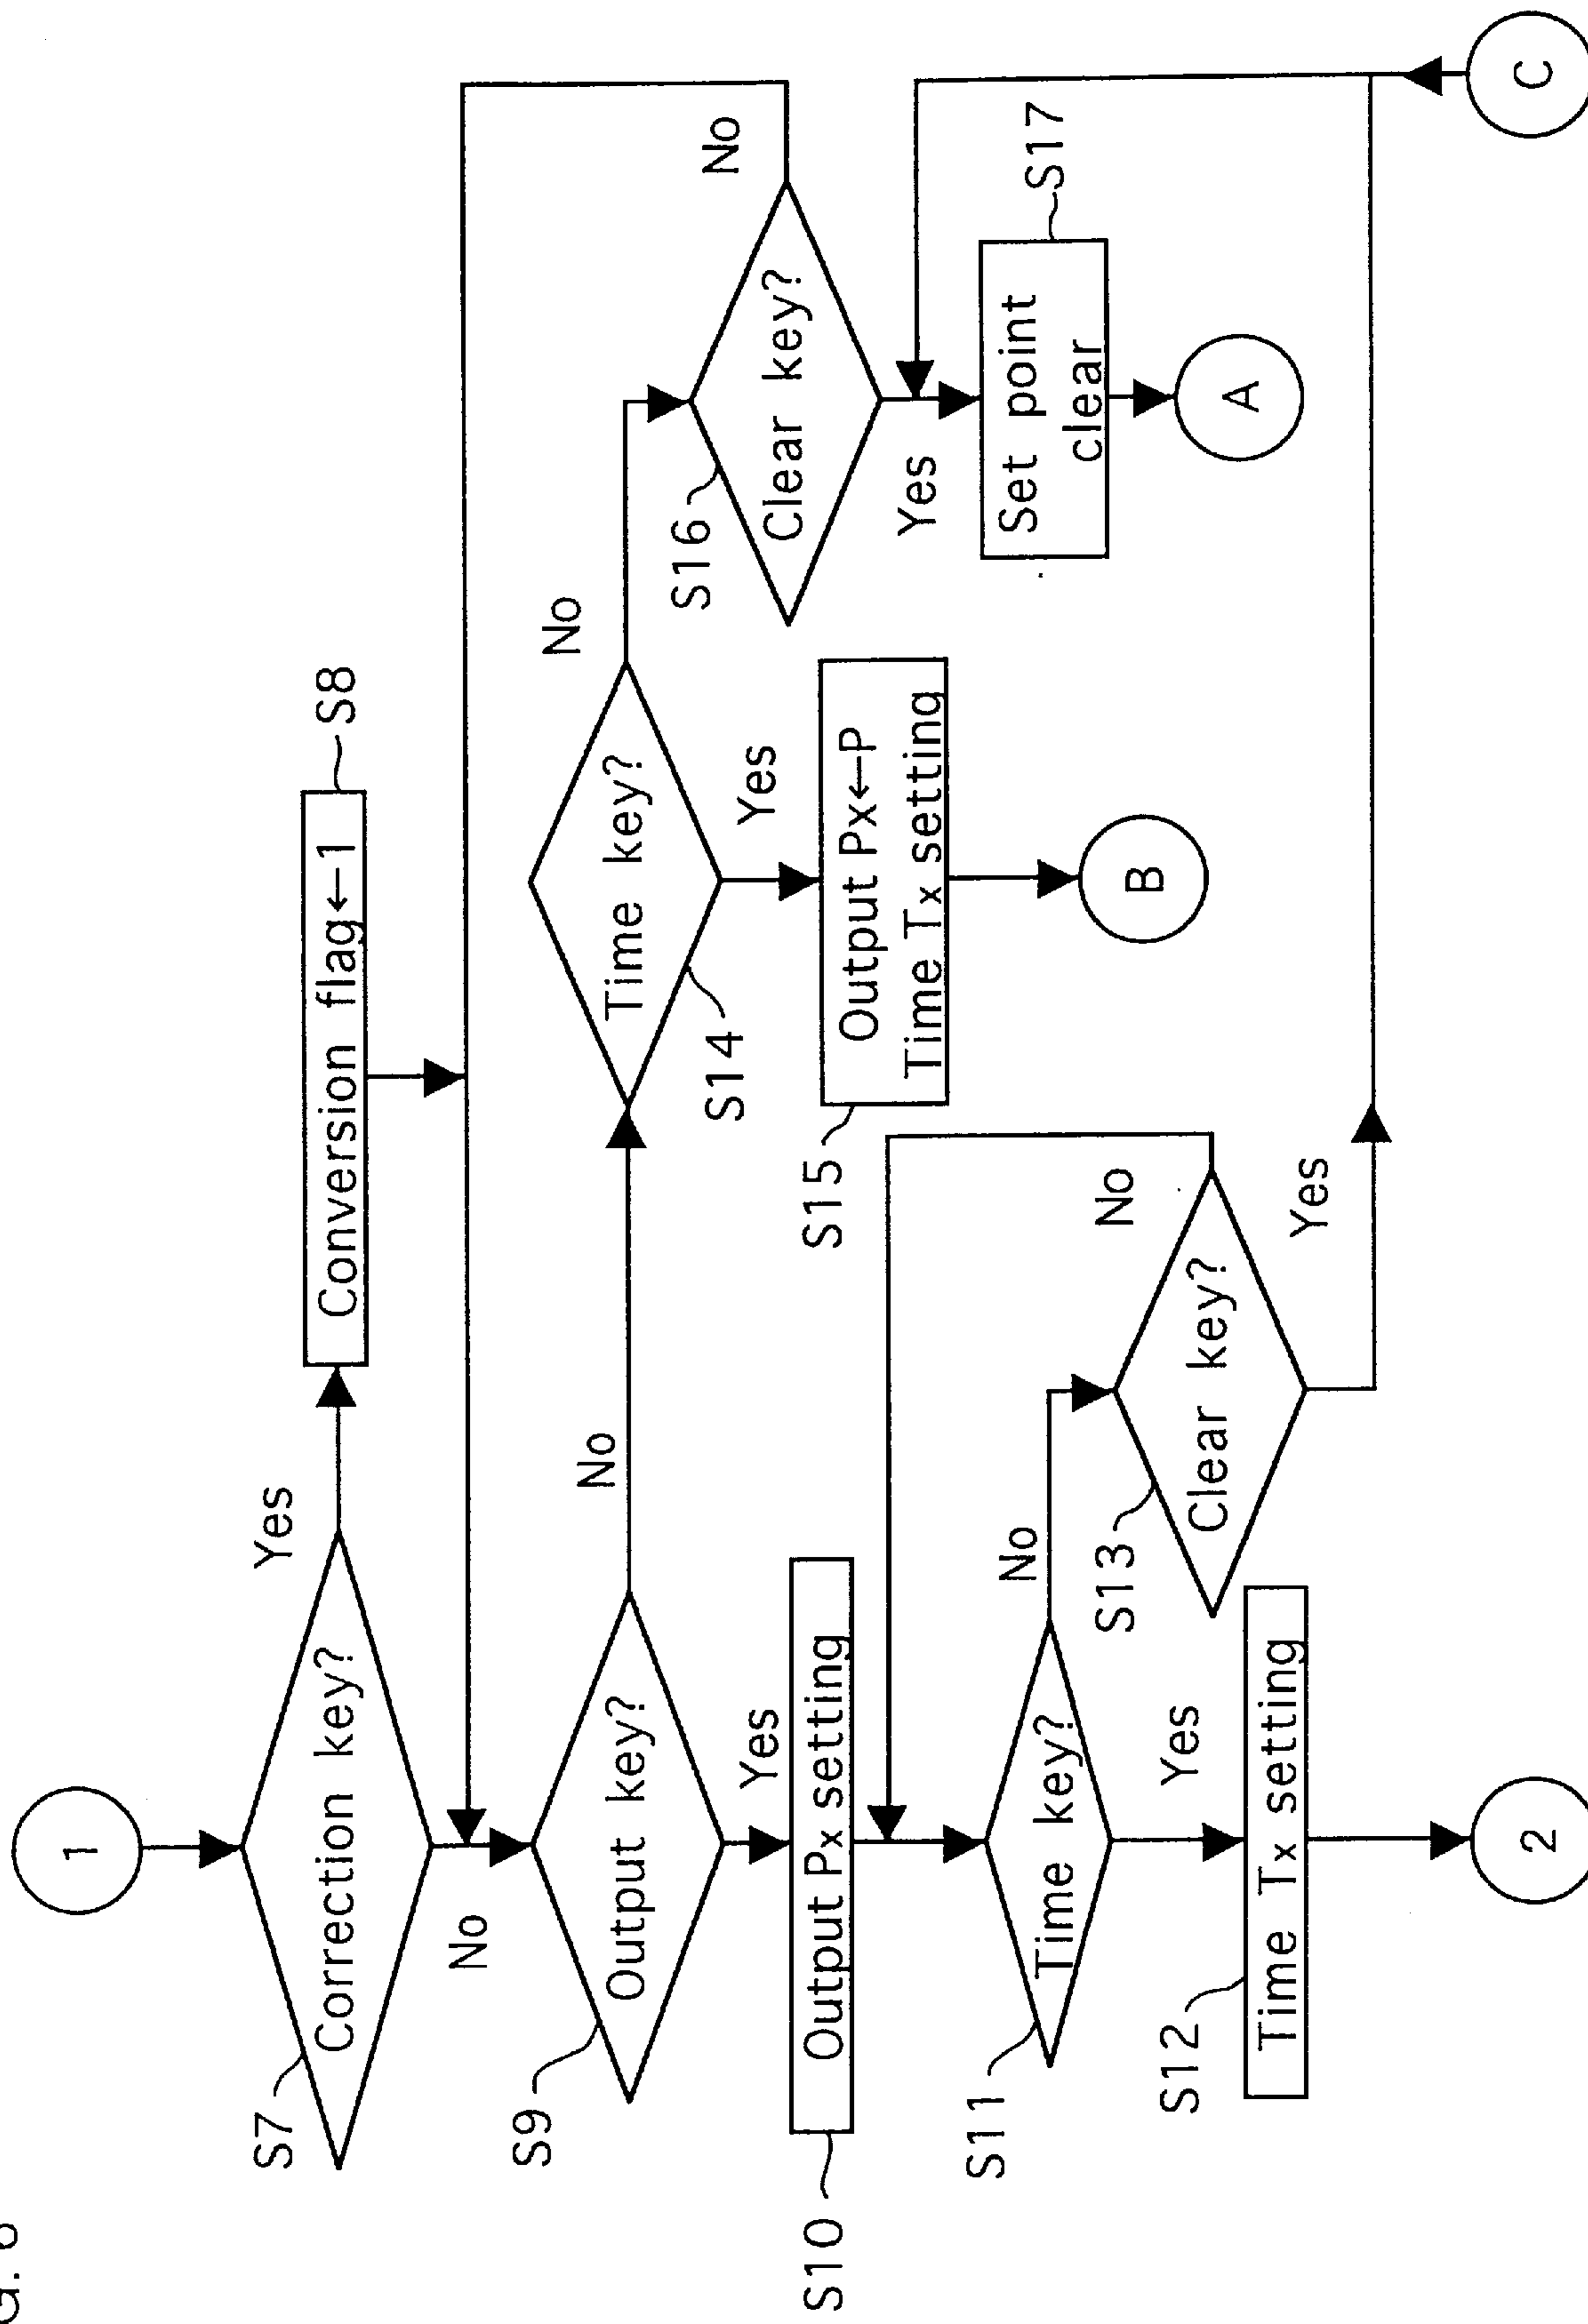 1
S7
Correction key?
Yes
Conversion flag←1
S8
No
S9
Output key?
No
Yes
S10
Output Px setting
S11
Time key?
No
Yes
S12
Time Tx setting
2
S13
Clear key?
No
Yes
S14
Time key?
No
Yes
S15
Output Px←P
Time Tx setting
B
S16
Clear key?
No
Yes
Set point
clear
S17
A
C